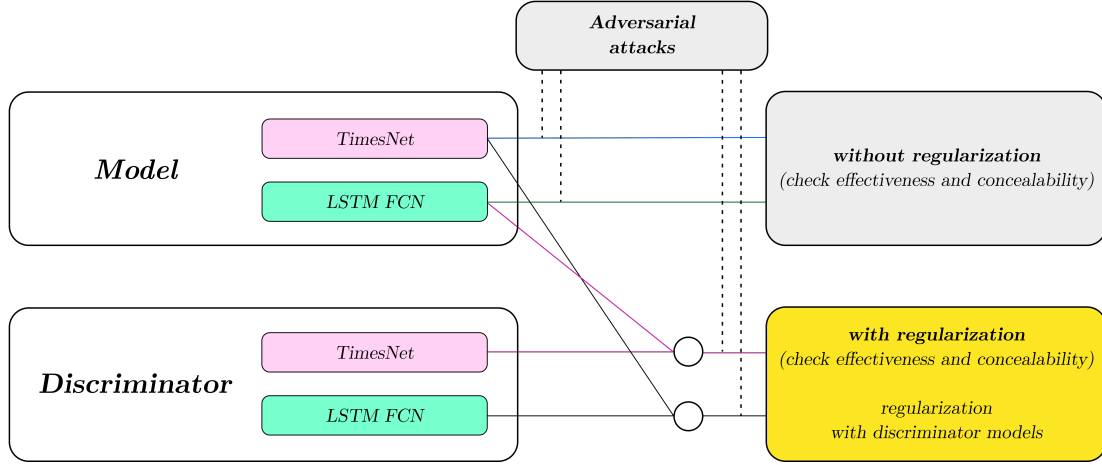 Adversarial
attacks
Model
TimesNet
LSTM FCN
without regularization
(check effectiveness and concealability)
Discriminator
TimesNet
LSTM FCN
with regularization
(check effectiveness and concealability)
regularization
with discriminator models